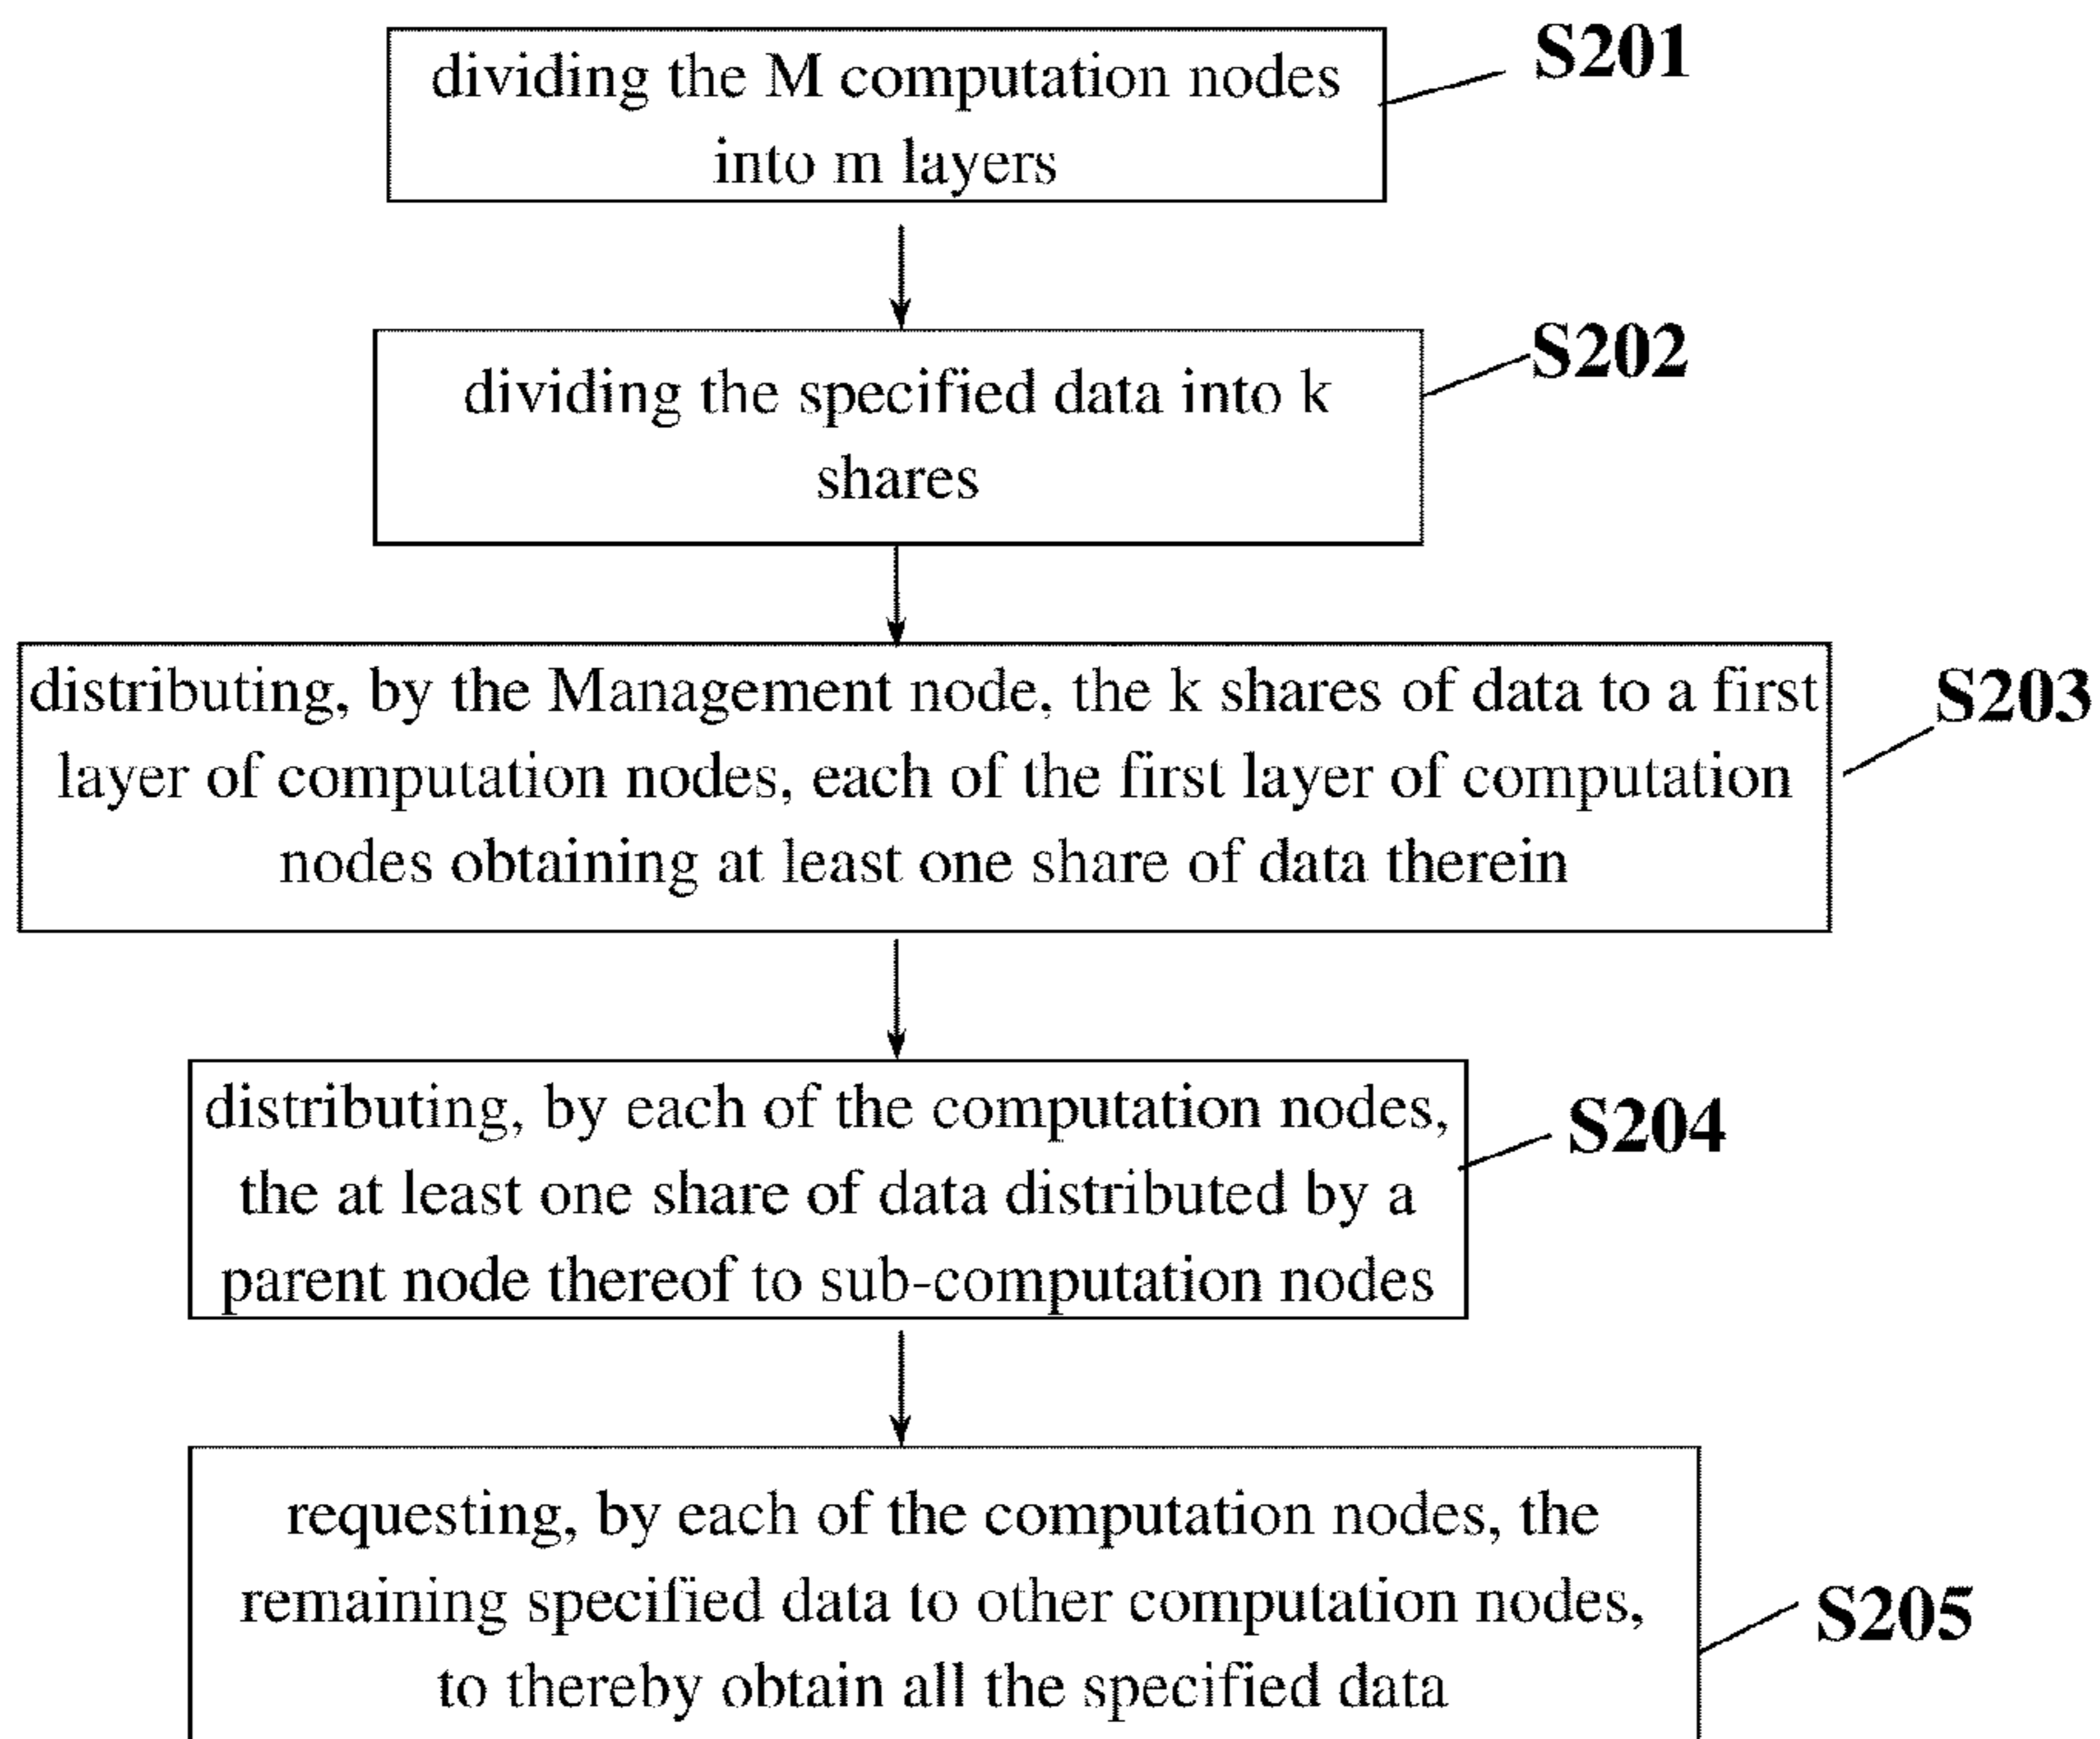 dividing the M computation nodes
into m layers
S201
dividing the specified data into k
shares
S202
distributing, by the Management node, the k shares of data to a first
layer of computation nodes, each of the first layer of computation
nodes obtaining at least one share of data therein
S203
distributing, by each of the computation nodes,
the at least one share of data distributed by a
parent node thereof to sub-computation nodes
S204
requesting, by each of the computation nodes, the
remaining specified data to other computation nodes,
to thereby obtain all the specified data
S205